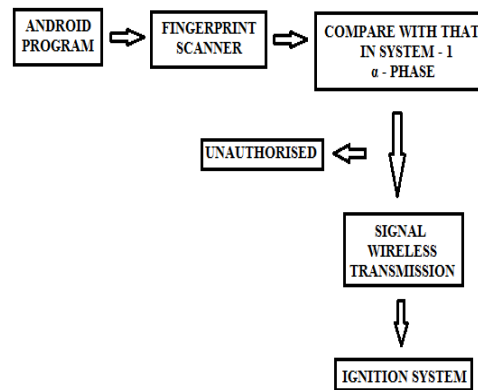 ANDROID
PROGRAM
FINGERPRINT
SCANNER
COMPARE WITH THAT
IN SYSTEM - 1
α - PHASE
UNAUTHORISED
SIGNAL
WIRELESS
TRANSMISSION
IGNITION SYSTEM